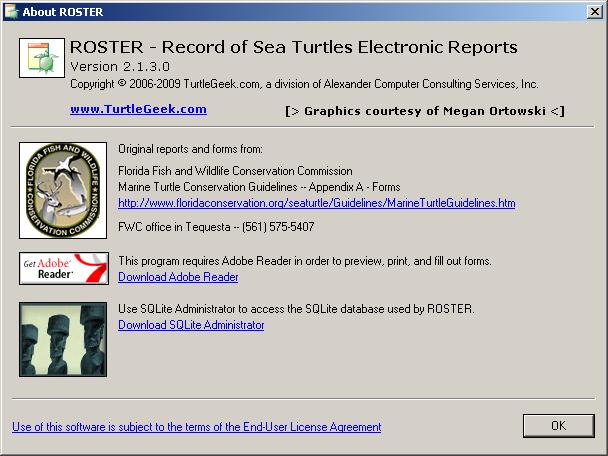 About ROSTER
ROSTER - Record of Sea Turtles Electronic Reports
Version 2.1.3.0
Copyright © 2006-2009 TurtleGeek.com, a division of Alexander Computer Consulting Services, Inc.
www.TurtleGeek.com
[> Graphics courtesy of Megan Ortowski <]
FLORIDA FISH AND WILDLIFE
CONSERVATION COMMISSION
Original reports and forms from:
Florida Fish and Wildlife Conservation Commission
Marine Turtle Conservation Guidelines -- Appendix A - Forms
http://www.floridaconservation.org/seaturtle/Guidelines/MarineTurtleGuidelines.htm
FWC office in Tequesta -- (561) 575-5407
Get Adobe®
Reader®
This program requires Adobe Reader in order to preview, print, and fill out forms.
Download Adobe Reader
Use SQLite Administrator to access the SQLite database used by ROSTER.
Download SQLite Administrator
Use of this software is subject to the terms of the End-User License Agreement
OK